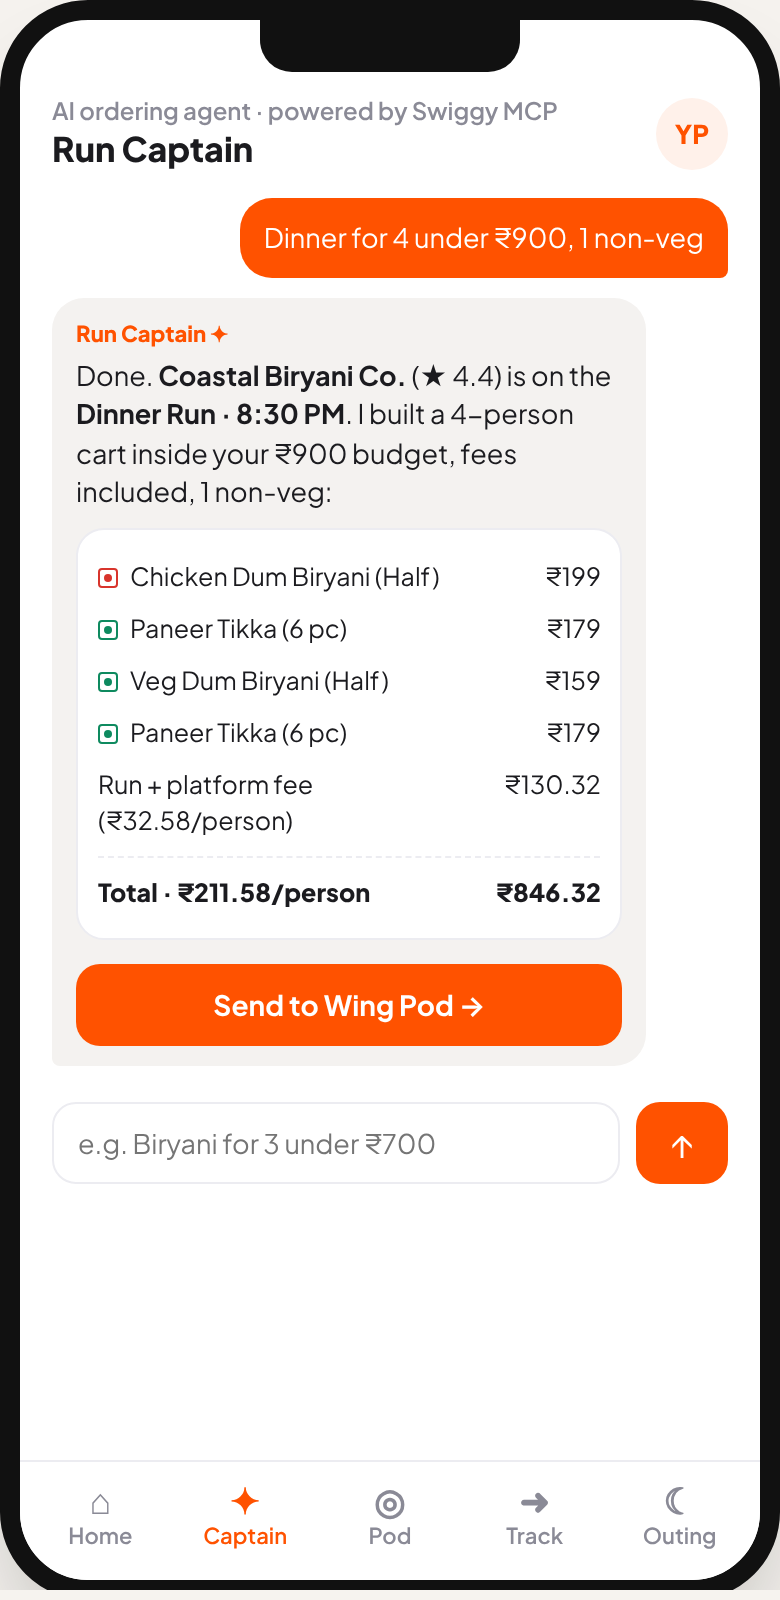 AI ordering agent · powered by Swiggy MCP
Run Captain
YP
Dinner for 4 under ₹900, 1 non-veg
Run Captain ✦
Done. Coastal Biryani Co. (★ 4.4) is on the
Dinner Run · 8:30 PM. I built a 4–person
cart inside your ₹900 budget, fees
included, 1 non-veg:
Chicken Dum Biryani (Half) ₹199
Paneer Tikka (6 pc) ₹179
Veg Dum Biryani (Half) ₹159
Paneer Tikka (6 pc) ₹179
Run + platform fee ₹130.32
(₹32.58/person)
Total · ₹211.58/person ₹846.32
Send to Wing Pod →
e.g. Biryani for 3 under ₹700
Home Captain Pod Track Outing